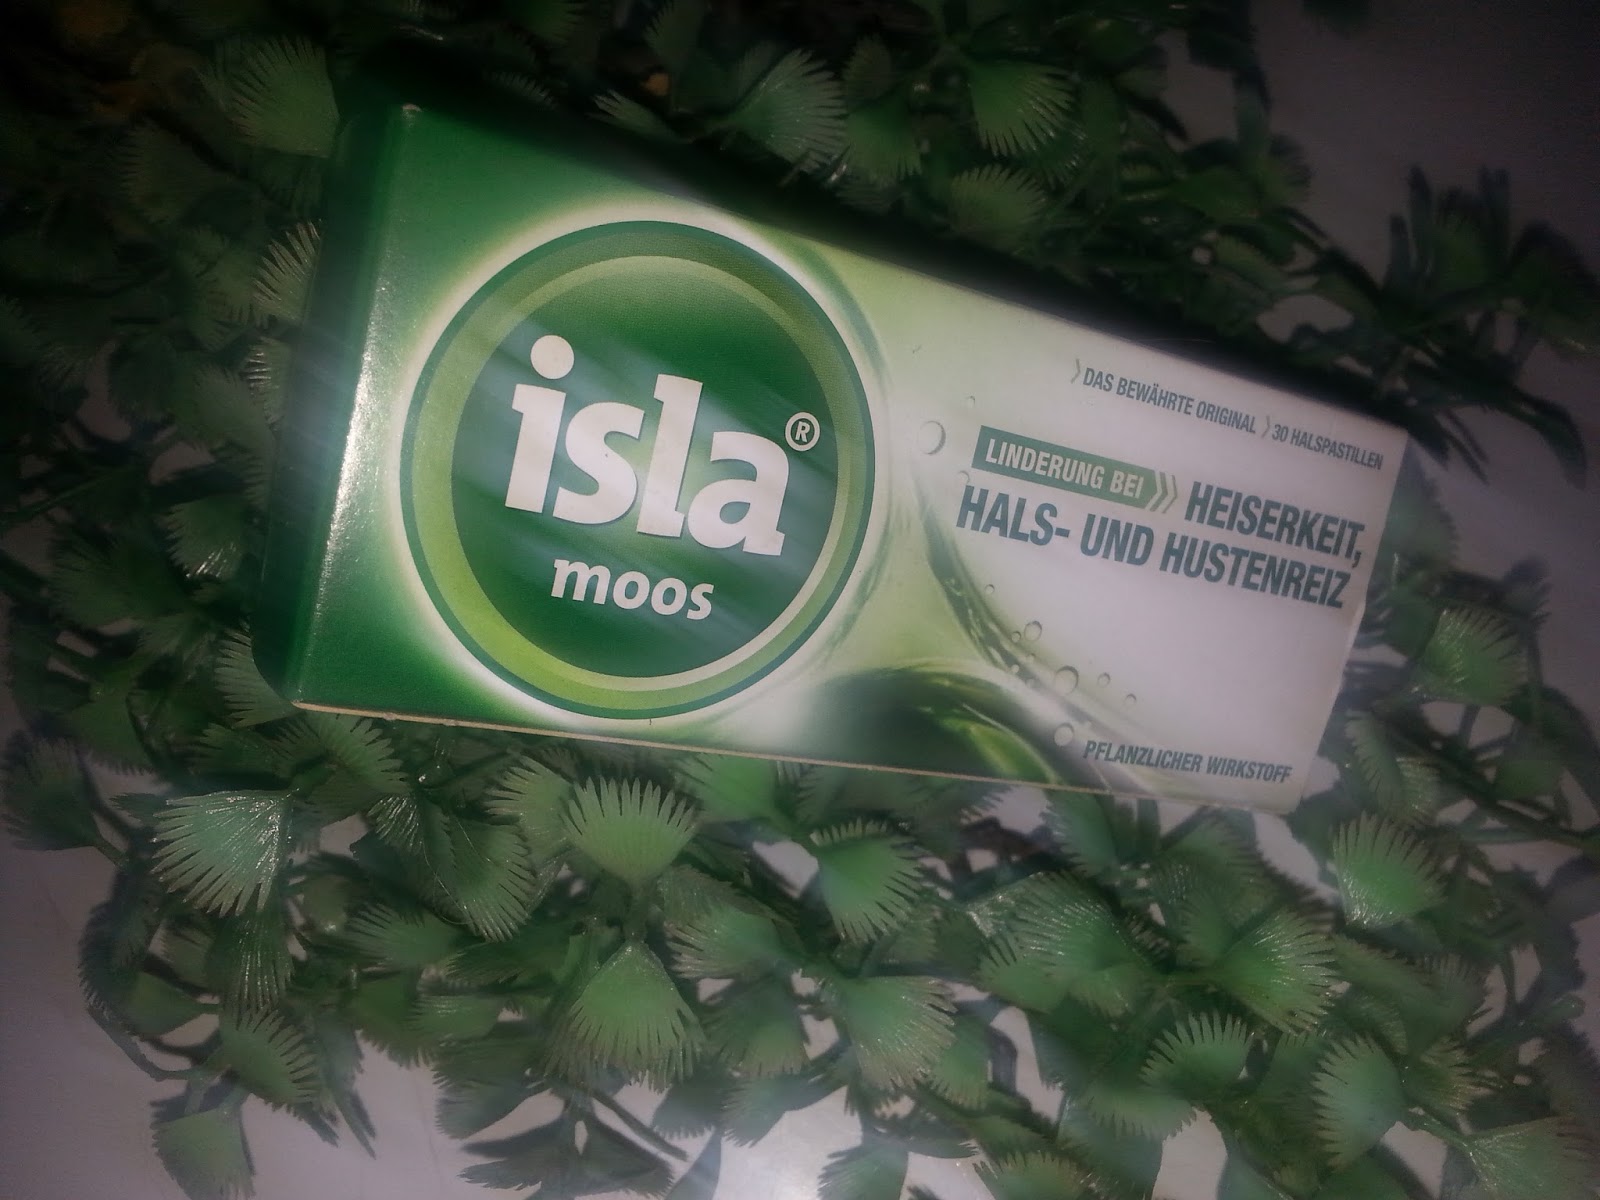 isla®
moos
〉DAS BEWÄHRTE ORIGINAL 〉30 HALSPASTILLEN
LINDERUNG BEI 》 HEISERKEIT,
HALS- UND HUSTENREIZ
PFLANZLICHER WIRKSTOFF